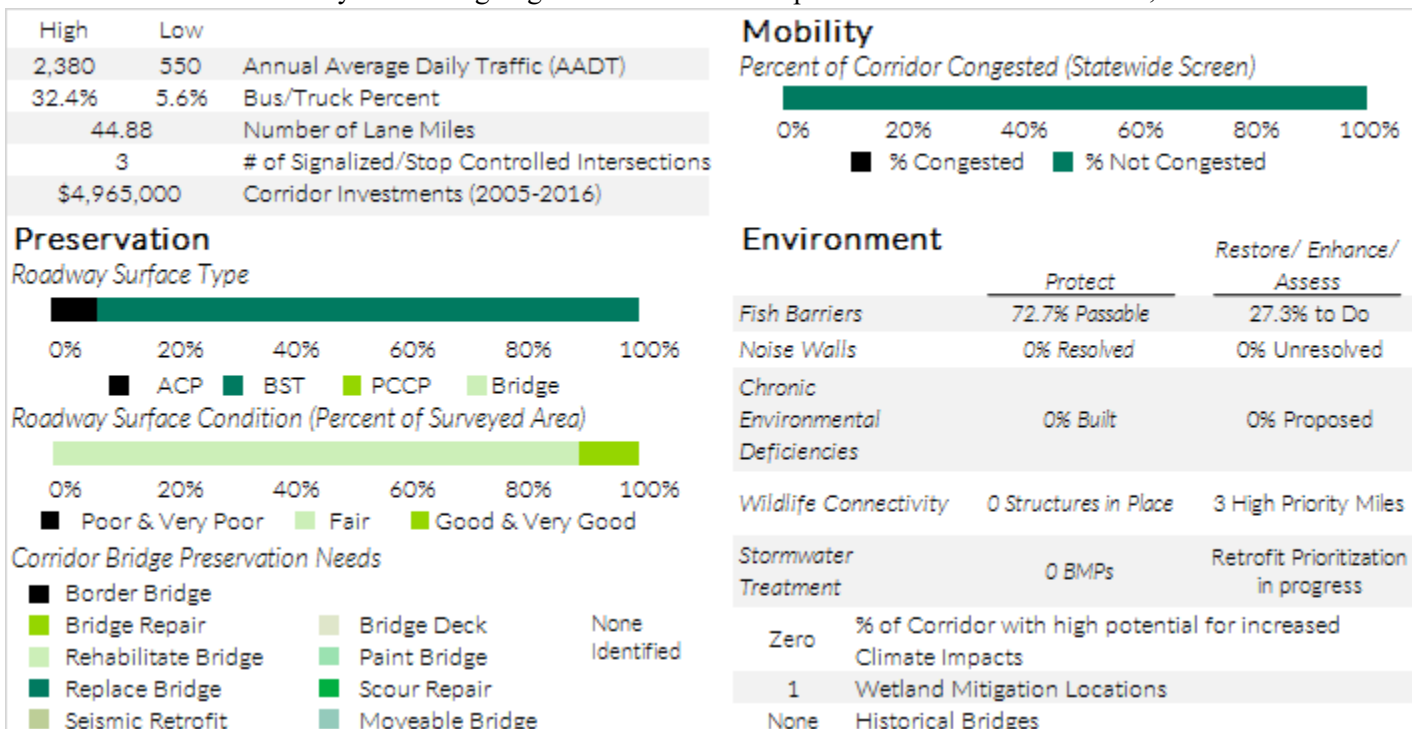 High Low
2,380 550 Annual Average Daily Traffic (AADT)
32.4% 5.6% Bus/Truck Percent
44.88 Number of Lane Miles
3 # of Signalized/Stop Controlled Intersections
$4,965,000 Corridor Investments (2005-2016)
Preservation
Roadway Surface Type
0% 20% 40% 60% 80% 100%
ACP BST PCCP Bridge
Roadway Surface Condition (Percent of Surveyed Area)
0% 20% 40% 60% 80% 100%
Poor & Very Poor Fair Good & Very Good
Corridor Bridge Preservation Needs
Border Bridge
Bridge Repair Bridge Deck None
Rehabilitate Bridge Paint Bridge Identified
Replace Bridge Scour Repair
Seismic Retrofit Moveable Bridge
Mobility
Percent of Corridor Congested (Statewide Screen)
0% 20% 40% 60% 80% 100%
% Congested % Not Congested
Environment
Restore/ Enhance/
Protect Assess
Fish Barriers 72.7% Passable 27.3% to Do
Noise Walls 0% Resolved 0% Unresolved
Chronic
Environmental 0% Built 0% Proposed
Deficiencies
Wildlife Connectivity 0 Structures in Place 3 High Priority Miles
Stormwater Retrofit Prioritization
Treatment 0 BMPs in progress
Zero % of Corridor with high potential for increased
Climate Impacts
1 Wetland Mitigation Locations
None Historical Bridges